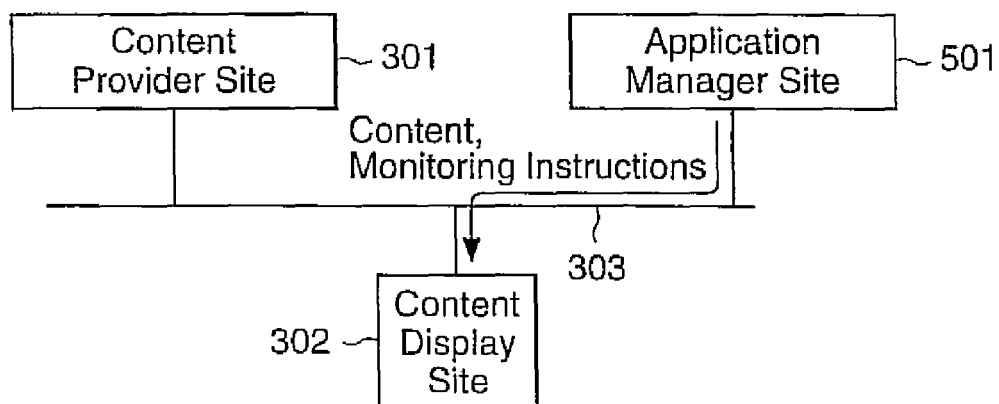 Content
Provider Site
301
Application
Manager Site
501
Content,
Monitoring Instructions
303
Content
Display
Site
302